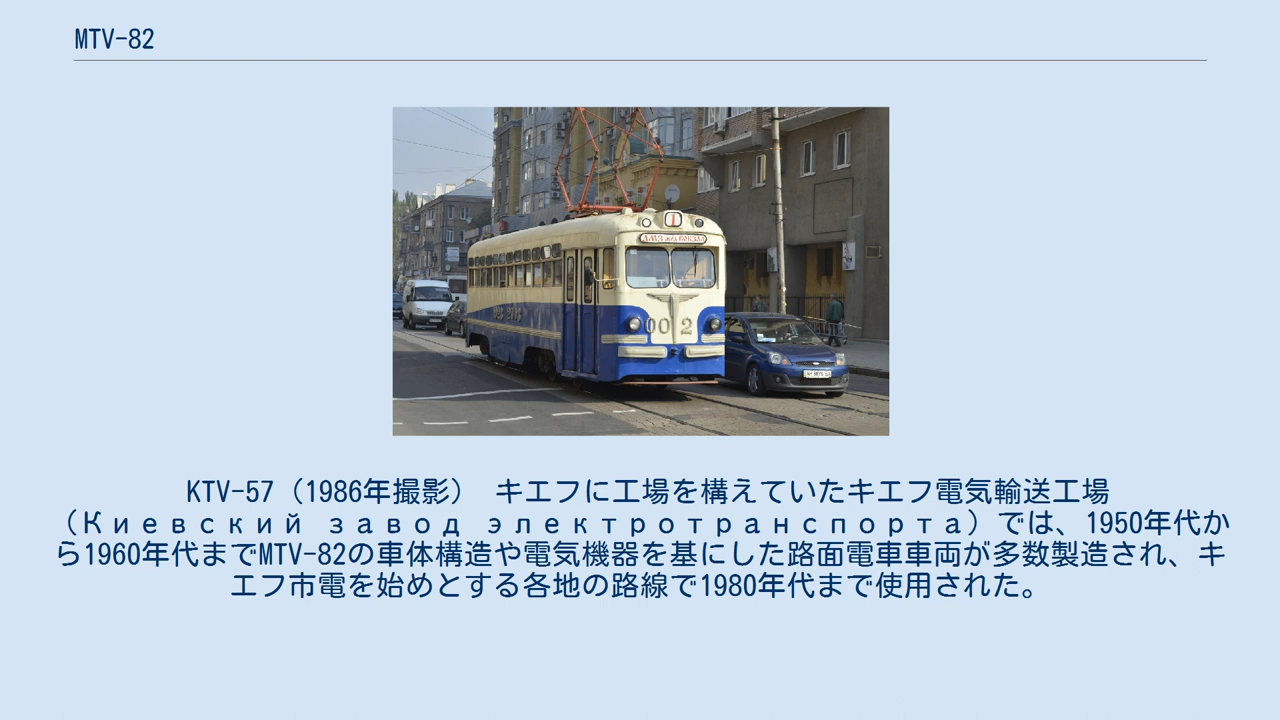 MTV-82
1
002
KTV-57（1986年撮影） キエフに工場を構えていたキエフ電気輸送工場
（Киевский завод электротранспорта）では、1950年代か
ら1960年代までMTV-82の車体構造や電気機器を基にした路面電車車両が多数製造され、キ
エフ市電を始めとする各地の路線で1980年代まで使用された。